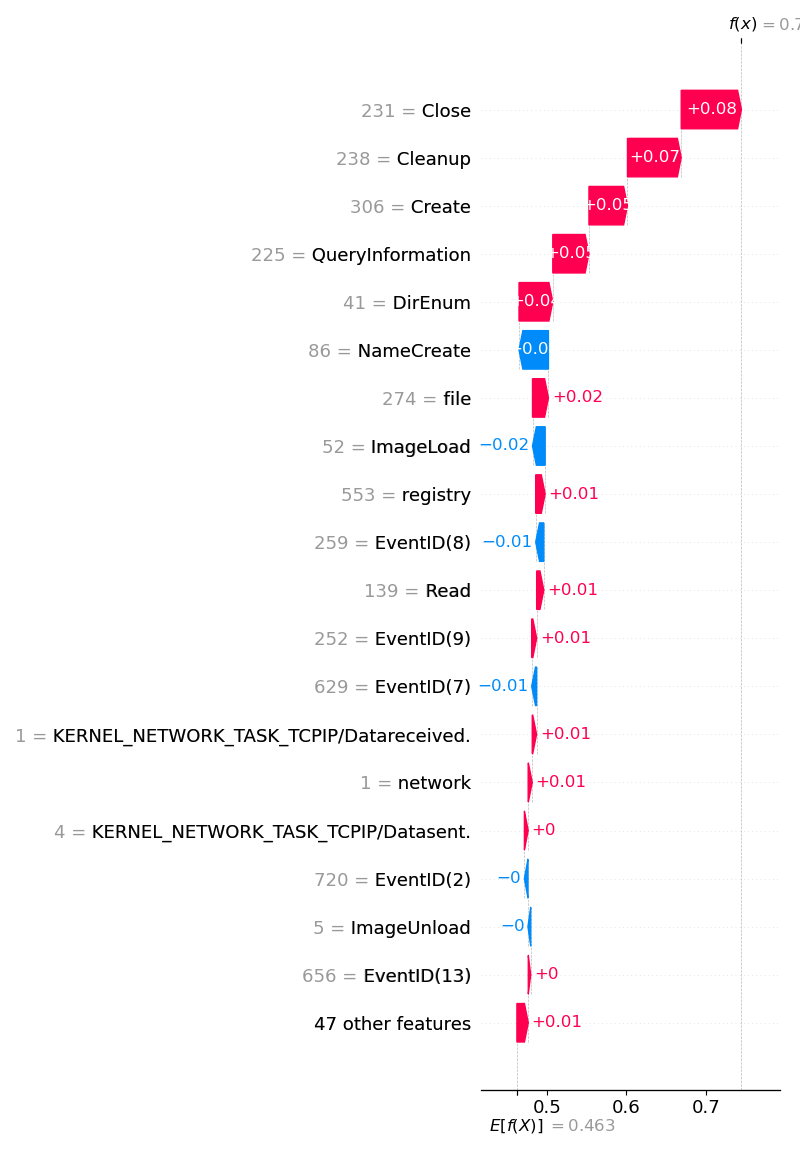 f(x) = 0.7
231 = Close
+0.08
238 = Cleanup
+0.07
306 = Create
+0.05
225 = QueryInformation
+0.05
41 = DirEnum
+0.04
86 = NameCreate
−0.0
274 = file
+0.02
52 = ImageLoad
−0.02
553 = registry
+0.01
259 = EventID(8)
−0.01
139 = Read
+0.01
252 = EventID(9)
+0.01
629 = EventID(7)
−0.01
1 = KERNEL_NETWORK_TASK_TCPIP/Datareceived.
+0.01
1 = network
+0.01
4 = KERNEL_NETWORK_TASK_TCPIP/Datasent.
+0
720 = EventID(2)
−0
5 = ImageUnload
−0
656 = EventID(13)
+0
47 other features
+0.01
0.5 0.6 0.7
E[f(X)] = 0.463